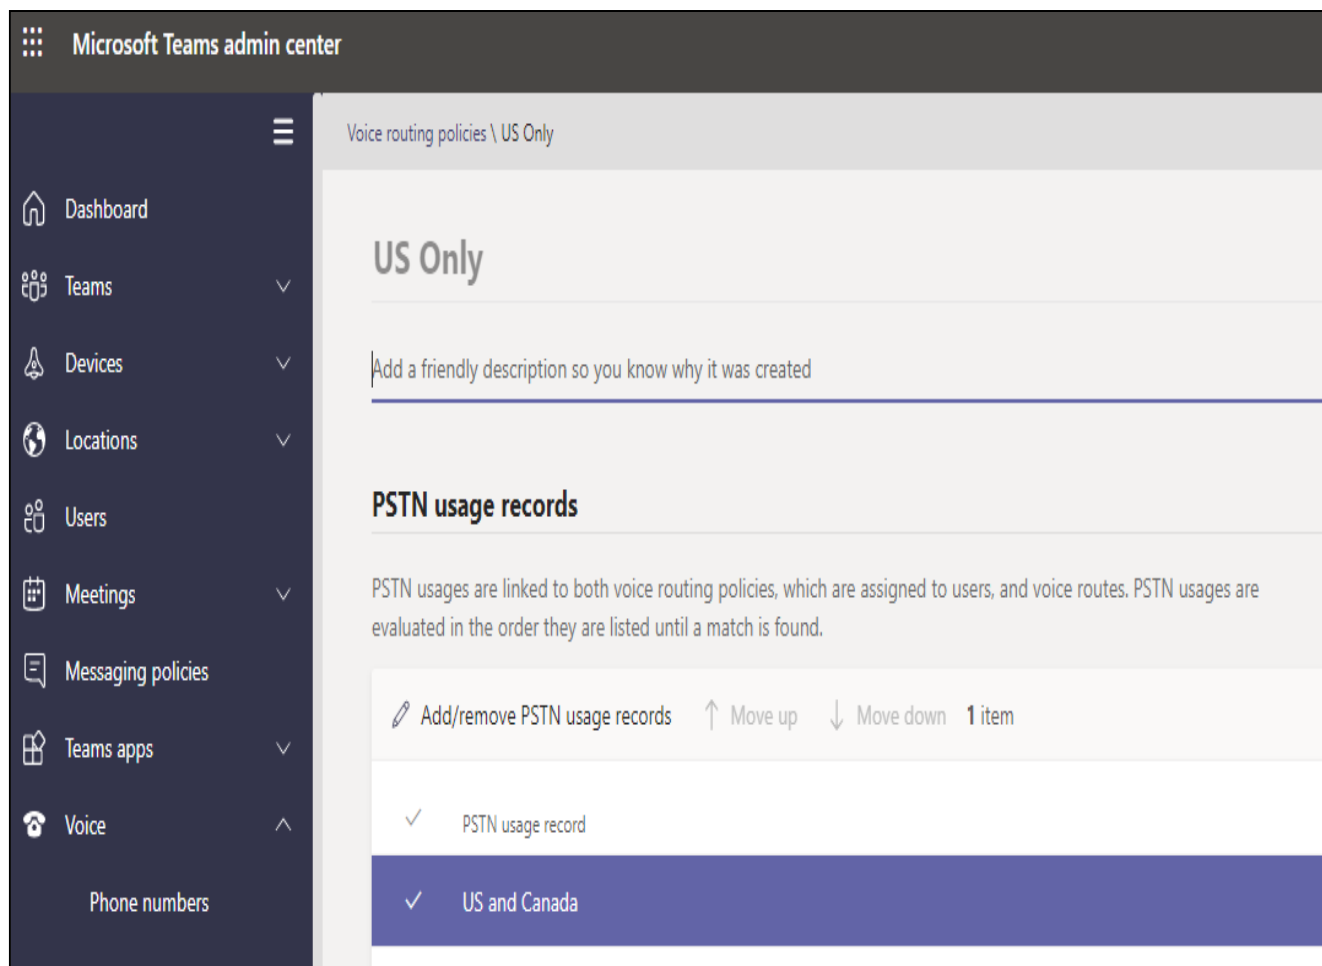 Microsoft Teams admin center
Voice routing policies \ US Only
Dashboard
Teams
Devices
Locations
Users
Meetings
Messaging policies
Teams apps
Voice
Phone numbers
US Only
Add a friendly description so you know why it was created
PSTN usage records
PSTN usages are linked to both voice routing policies, which are assigned to users, and voice routes. PSTN usages are
evaluated in the order they are listed until a match is found.
Add/remove PSTN usage records Move up Move down 1 item
PSTN usage record
US and Canada